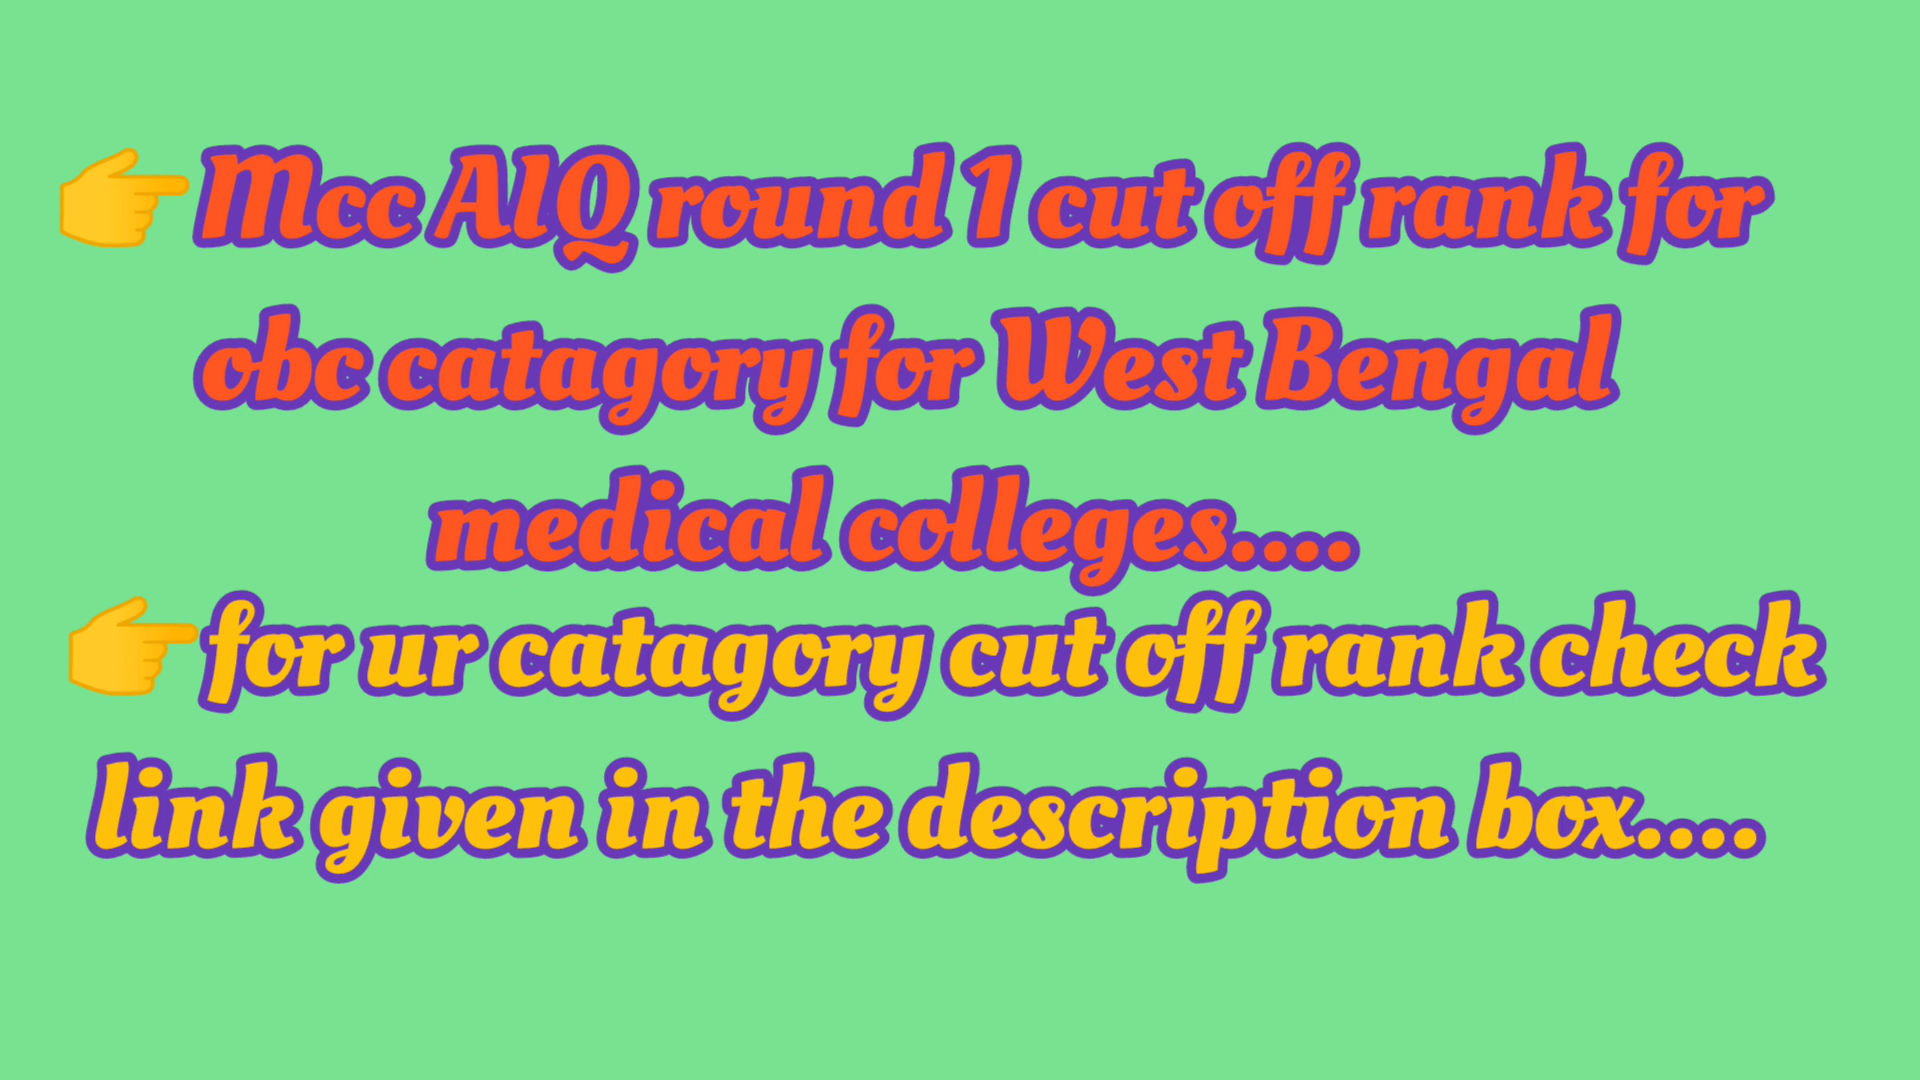 👉Mcc AIQ round 1 cut off rank for
obc catagory for West Bengal
medical colleges....
👉for ur catagory cut off rank check
link given in the description box....